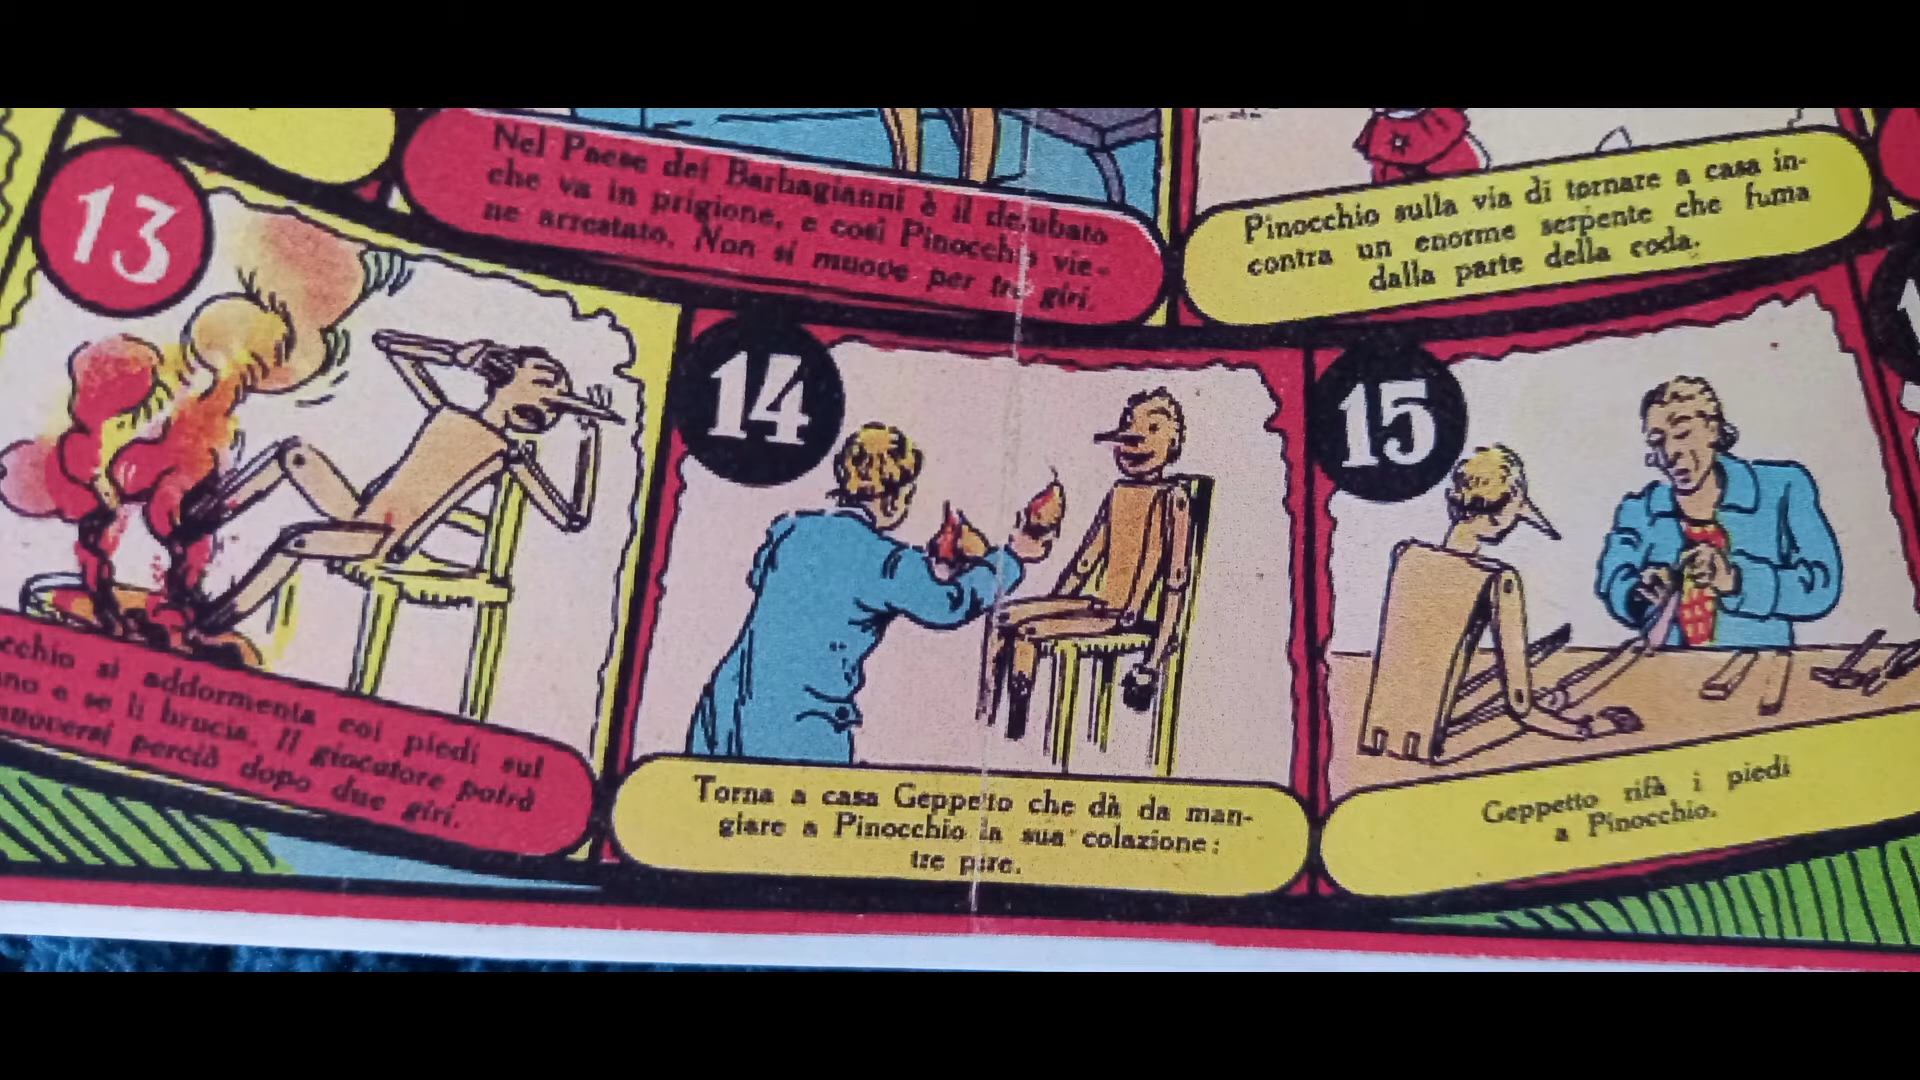 Nel Paese dei Barbagianni è il derubato
che va in prigione, e così Pinocchio vie-
ne arrestato. Non si muove per tre giri.
Pinocchio sulla via di tornare a casa in-
contra un enorme serpente che fuma
dalla parte della coda.
13
cchio si addormenta coi piedi sul
ano e se li brucia. Il giocatore potrà
muoversi perciò dopo due giri.
14
Torna a casa Geppetto che dà da man-
giare a Pinocchio la sua colazione:
tre pere.
15
Geppetto rifà i piedi
a Pinocchio.